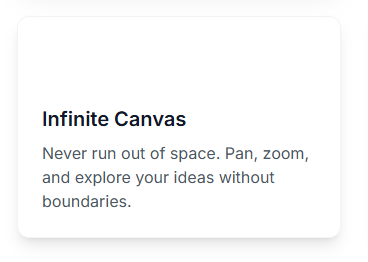 Infinite Canvas
Never run out of space. Pan, zoom,
and explore your ideas without
boundaries.